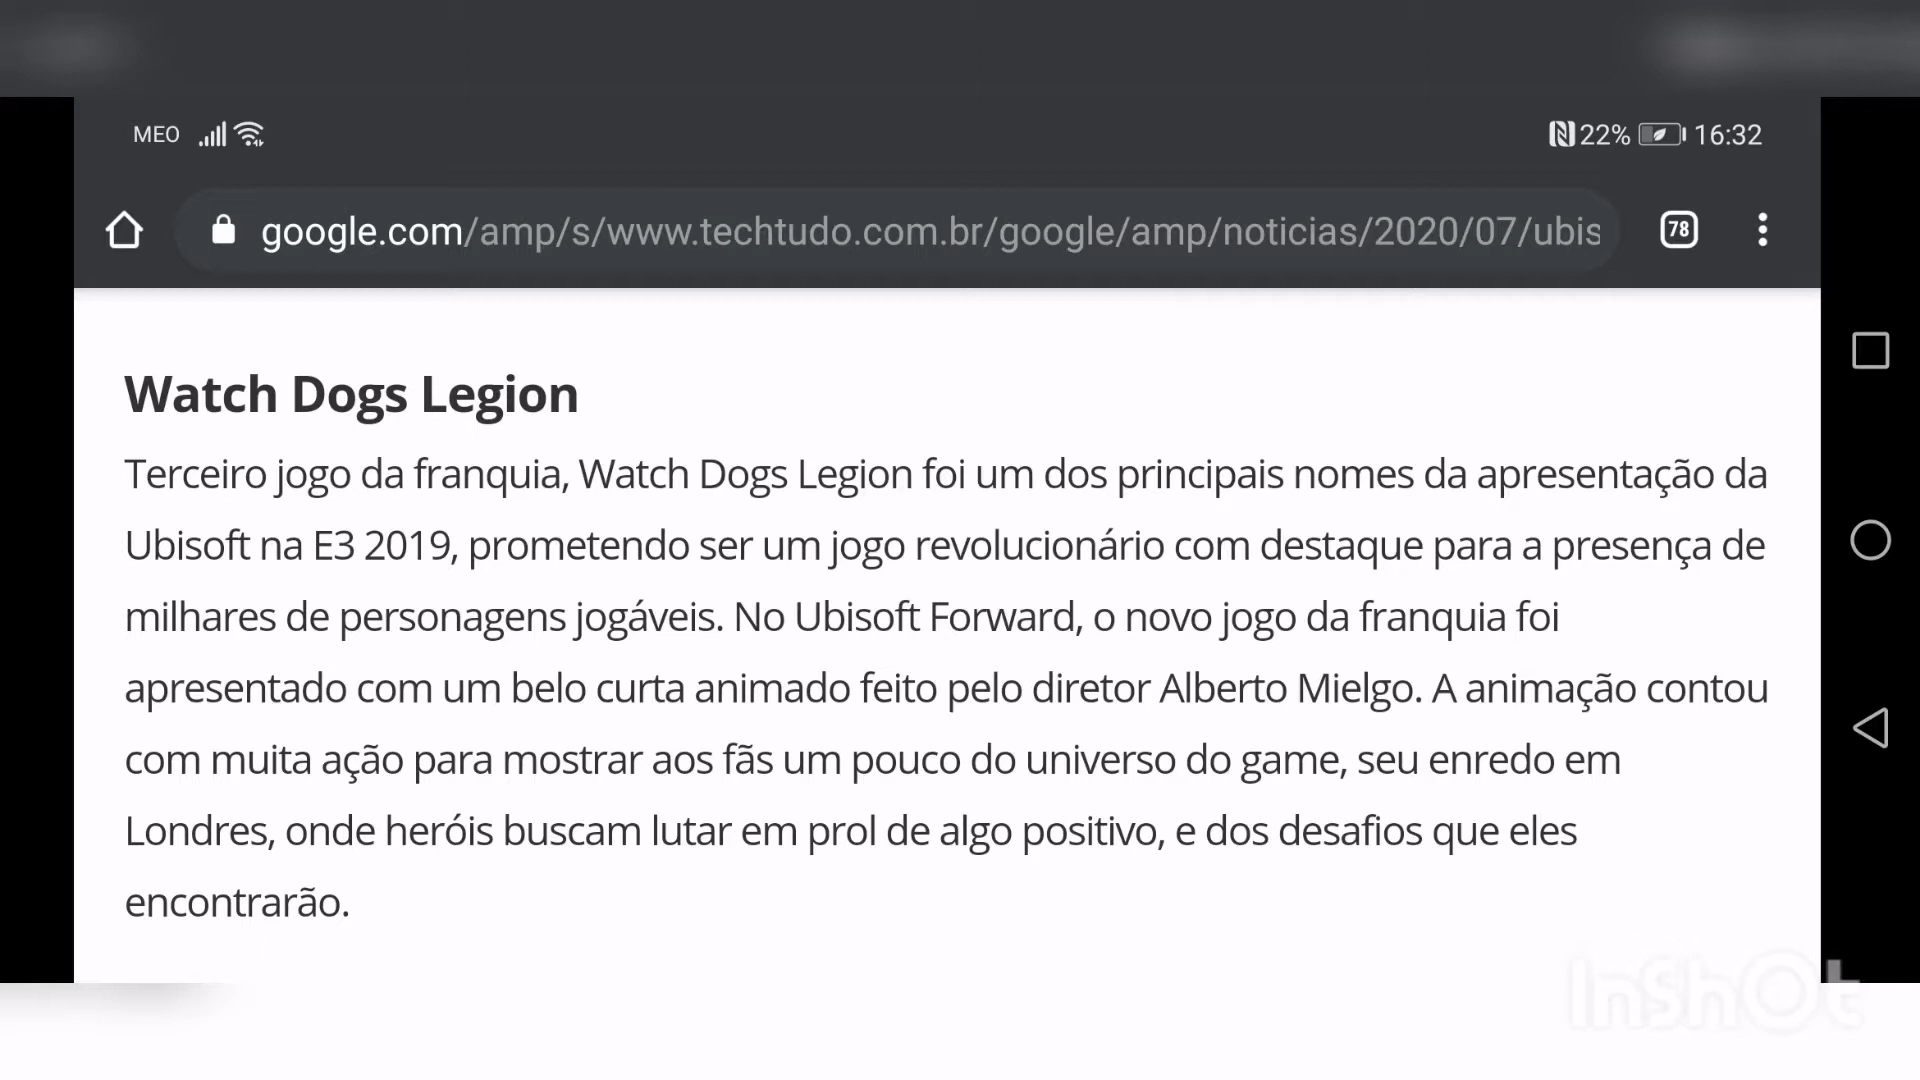 MEO
22% 16:32
google.com/amp/s/www.techtudo.com.br/google/amp/noticias/2020/07/ubis
78
Watch Dogs Legion
Terceiro jogo da franquia, Watch Dogs Legion foi um dos principais nomes da apresentação da
Ubisoft na E3 2019, prometendo ser um jogo revolucionário com destaque para a presença de
milhares de personagens jogáveis. No Ubisoft Forward, o novo jogo da franquia foi
apresentado com um belo curta animado feito pelo diretor Alberto Mielgo. A animação contou
com muita ação para mostrar aos fãs um pouco do universo do game, seu enredo em
Londres, onde heróis buscam lutar em prol de algo positivo, e dos desafios que eles
encontrarão.
InShOt